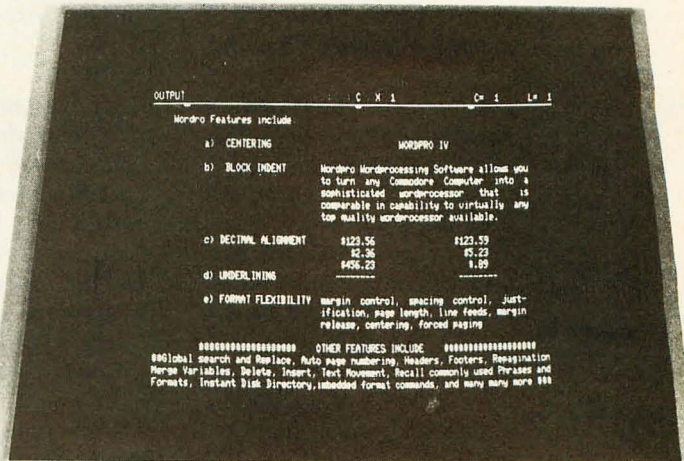 OUTPUT C X 1 C= 1 L= 1
Wordro Features include
a) CENTERING WORDPRO IV
b) BLOCK INDENT Wordpro Wordprocessing Software allows you
to turn any Commodore Computer into a
sophisticated wordprocessor that is
comparable in capability to virtually any
top quality wordprocessor available.
c) DECIMAL ALIGNMENT $123.56 $123.59
$2.36 $5.23
$456.23 $.89
d) UNDERLINING
e) FORMAT FLEXIBILITY margin control, spacing control, just-
ification, page length, line feeds, margin
release, centering, forced paging
OTHER FEATURES INCLUDE
Global search and Replace, Auto page numbering, Headers, Footers, Repagination
Merge Variables, Delete, Insert, Text Movement, Recall commonly used Phrases and
Formats, Instant Disk Directory,imbedded format commands, and many many more